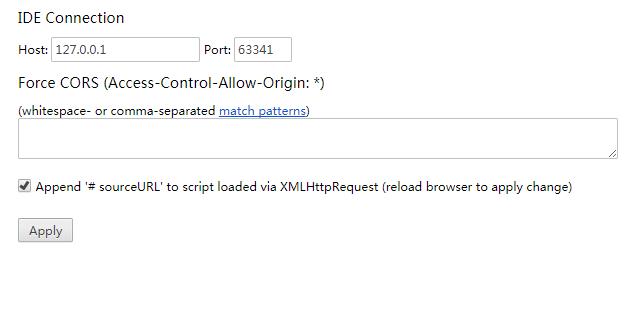 IDE Connection
Host: 127.0.0.1 Port: 63341
Force CORS (Access-Control-Allow-Origin: *)
(whitespace- or comma-separated match patterns)
Append '# sourceURL' to script loaded via XMLHttpRequest (reload browser to apply change)
Apply